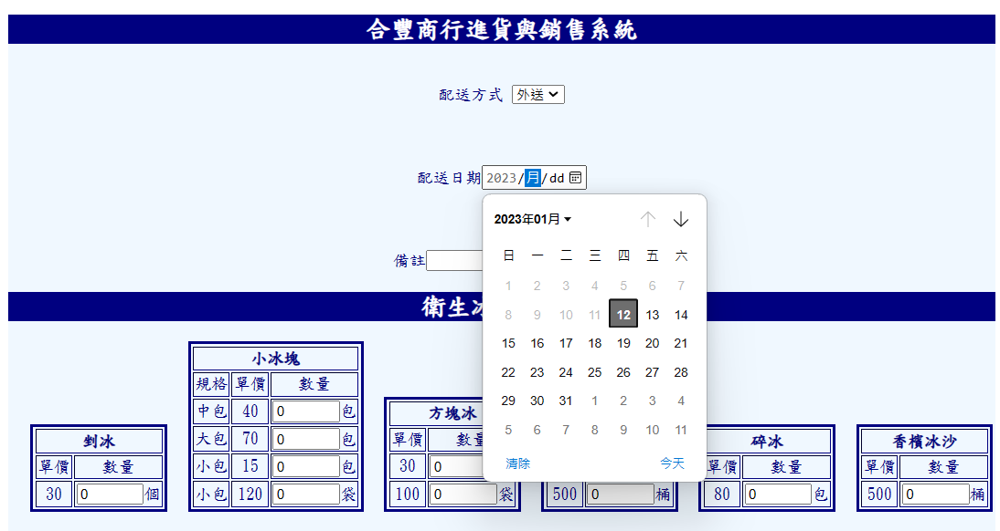 合豐商行進貨與銷售系統
配送方式 外送
配送日期 2023/月/dd
2023年01月
備註
日 一 二 三 四 五 六
1 2 3 4 5 6 7
衛生冰
8 9 10 11 12 13 14
15 16 17 18 19 20 21
22 23 24 25 26 27 28
29 30 31 1 2 3 4
5 6 7 8 9 10 11
清除 今天
剉冰
單價 數量
30 0 個
小冰塊
規格 單價 數量
中包 40 0 包
大包 70 0 包
小包 15 0 包
小包 120 0 袋
方塊冰
單價 數量
30 0
100 0 袋
500 0 桶
碎冰
單價 數量
80 0 包
香檳冰沙
單價 數量
500 0 桶